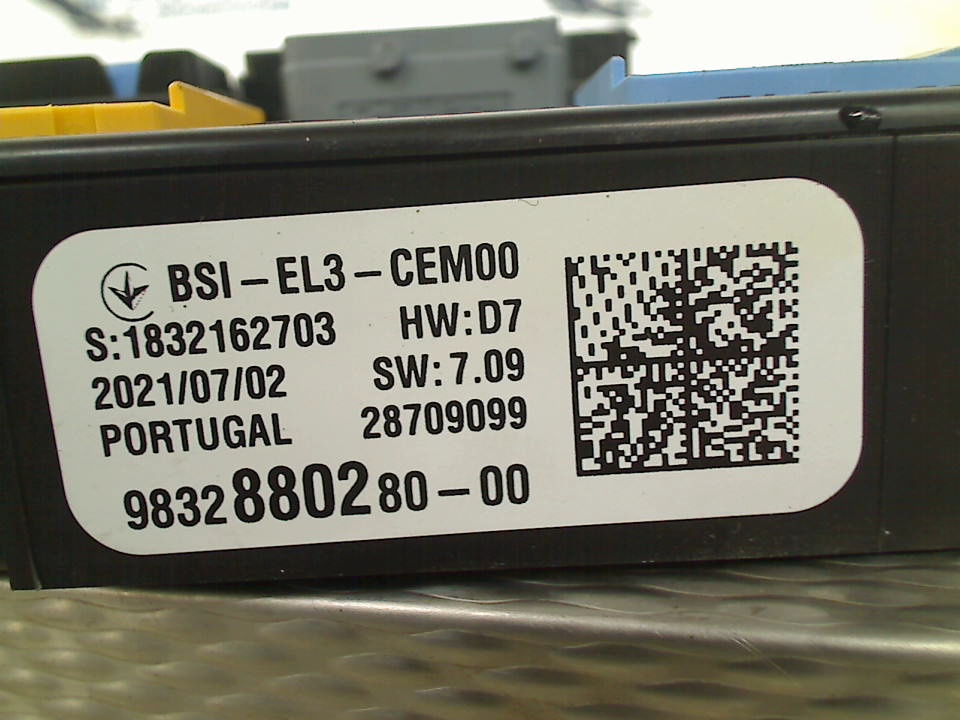 BSI-EL3-CEM00
S:1832162703 HW:D7
2021/07/02 SW:7.09
PORTUGAL 28709099
9832880280-00